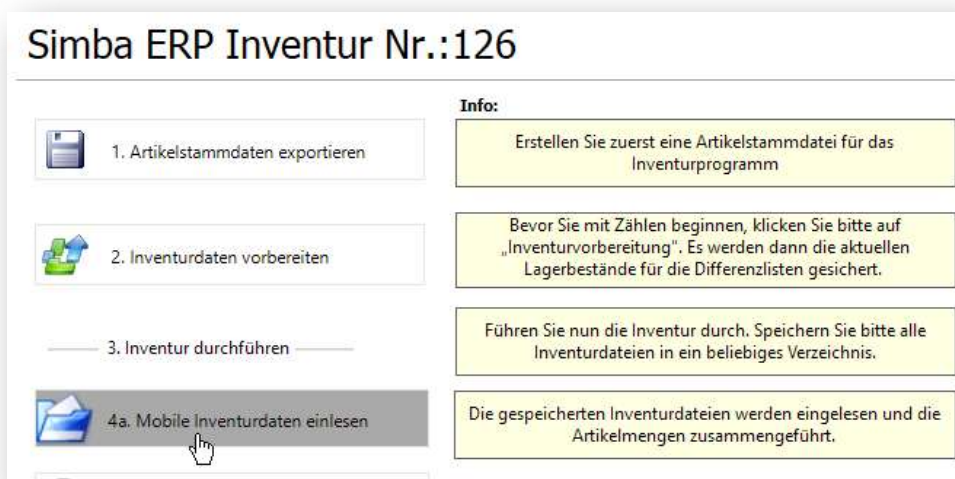 Simba ERP Inventur Nr.:126
Info:
1. Artikelstammdaten exportieren
Erstellen Sie zuerst eine Artikelstammdatei für das
Inventurprogramm
2. Inventurdaten vorbereiten
Bevor Sie mit Zählen beginnen, klicken Sie bitte auf
„Inventurvorbereitung". Es werden dann die aktuellen
Lagerbestände für die Differenzlisten gesichert.
3. Inventur durchführen
Führen Sie nun die Inventur durch. Speichern Sie bitte alle
Inventurdateien in ein beliebiges Verzeichnis.
4a. Mobile Inventurdaten einlesen
Die gespeicherten Inventurdateien werden eingelesen und die
Artikelmengen zusammengeführt.